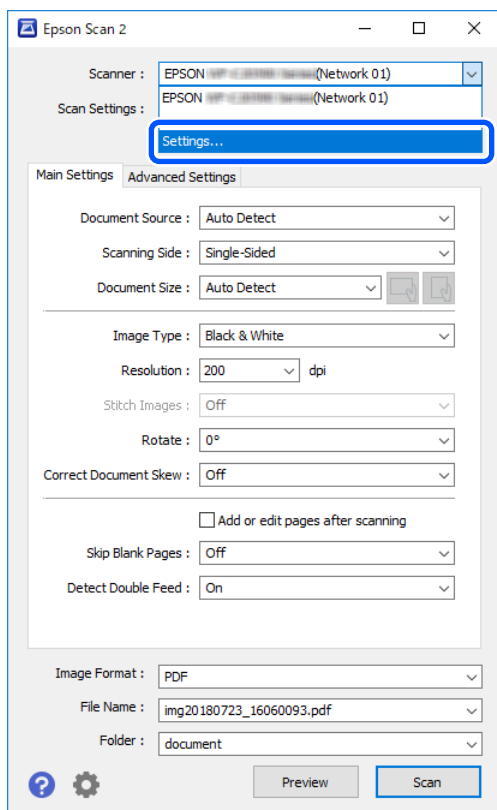 Epson Scan 2
Scanner : EPSON (Network 01)
EPSON (Network 01)
Scan Settings :
Settings...
Main Settings Advanced Settings
Document Source : Auto Detect
Scanning Side : Single-Sided
Document Size : Auto Detect
Image Type : Black & White
Resolution : 200 dpi
Stitch Images : Off
Rotate : 0°
Correct Document Skew : Off
Add or edit pages after scanning
Skip Blank Pages : Off
Detect Double Feed : On
Image Format : PDF
File Name : img20180723_16060093.pdf
Folder : document
Preview Scan